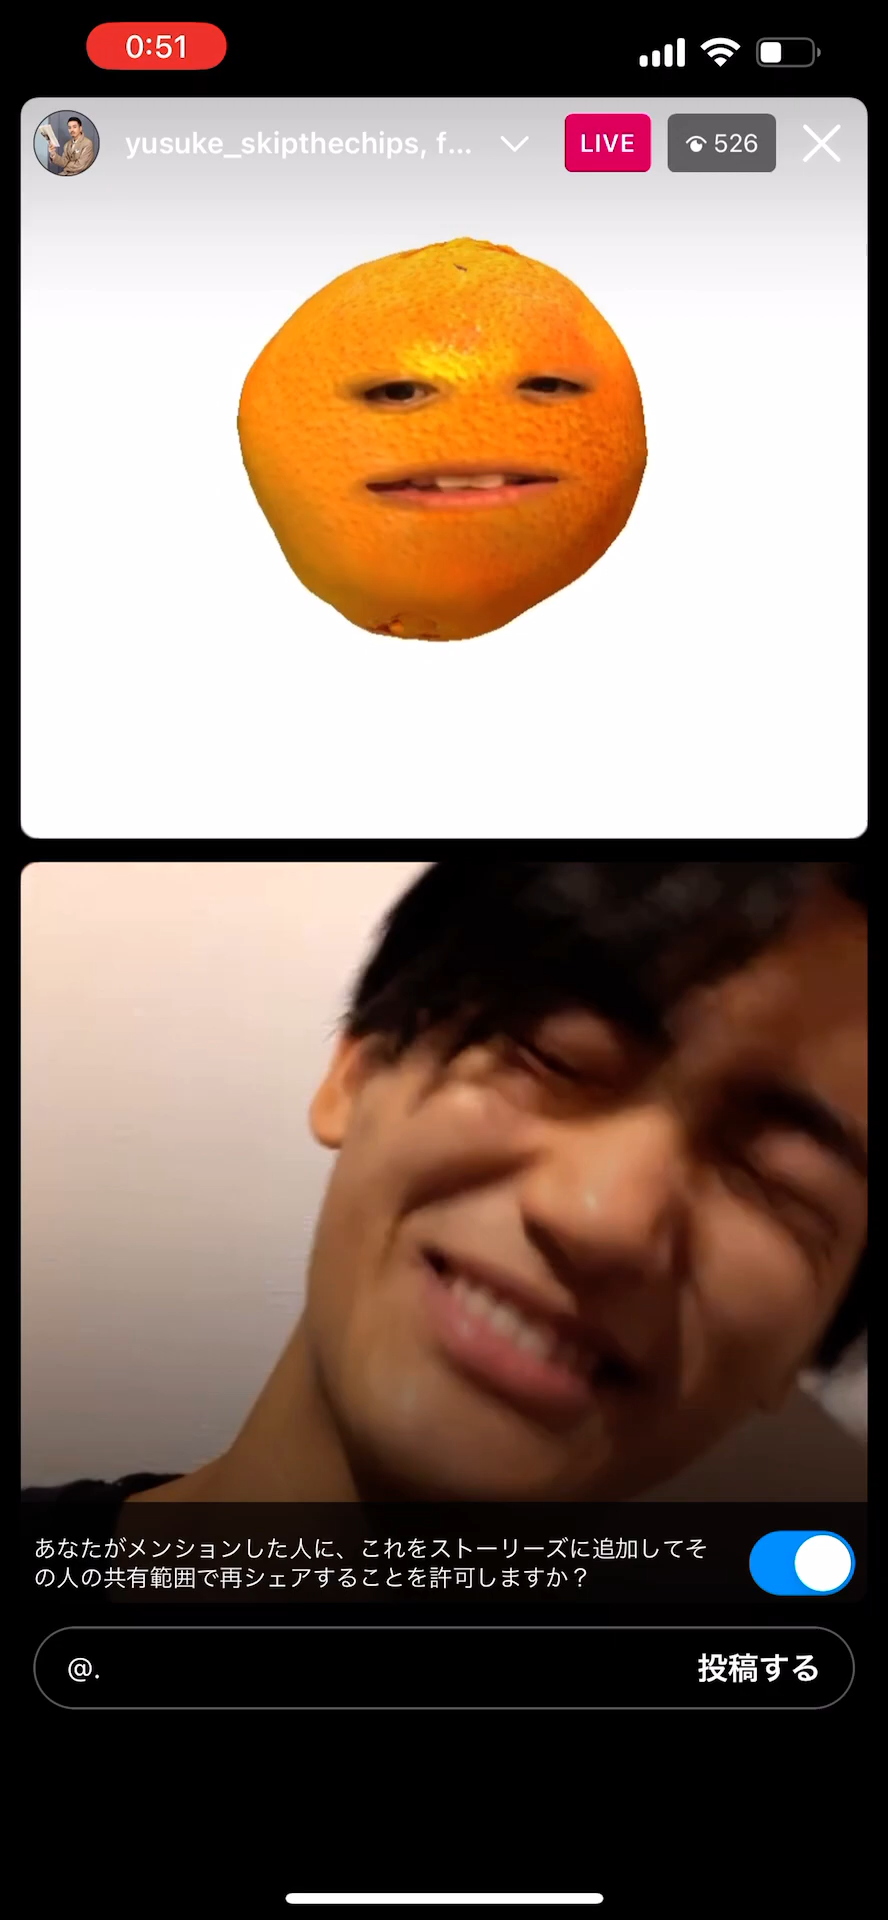 0:51
yusuke_skipthechips, f...
LIVE
526
あなたがメンションした人に、これをストーリーズに追加してそ
の人の共有範囲で再シェアすることを許可しますか？
@.
投稿する